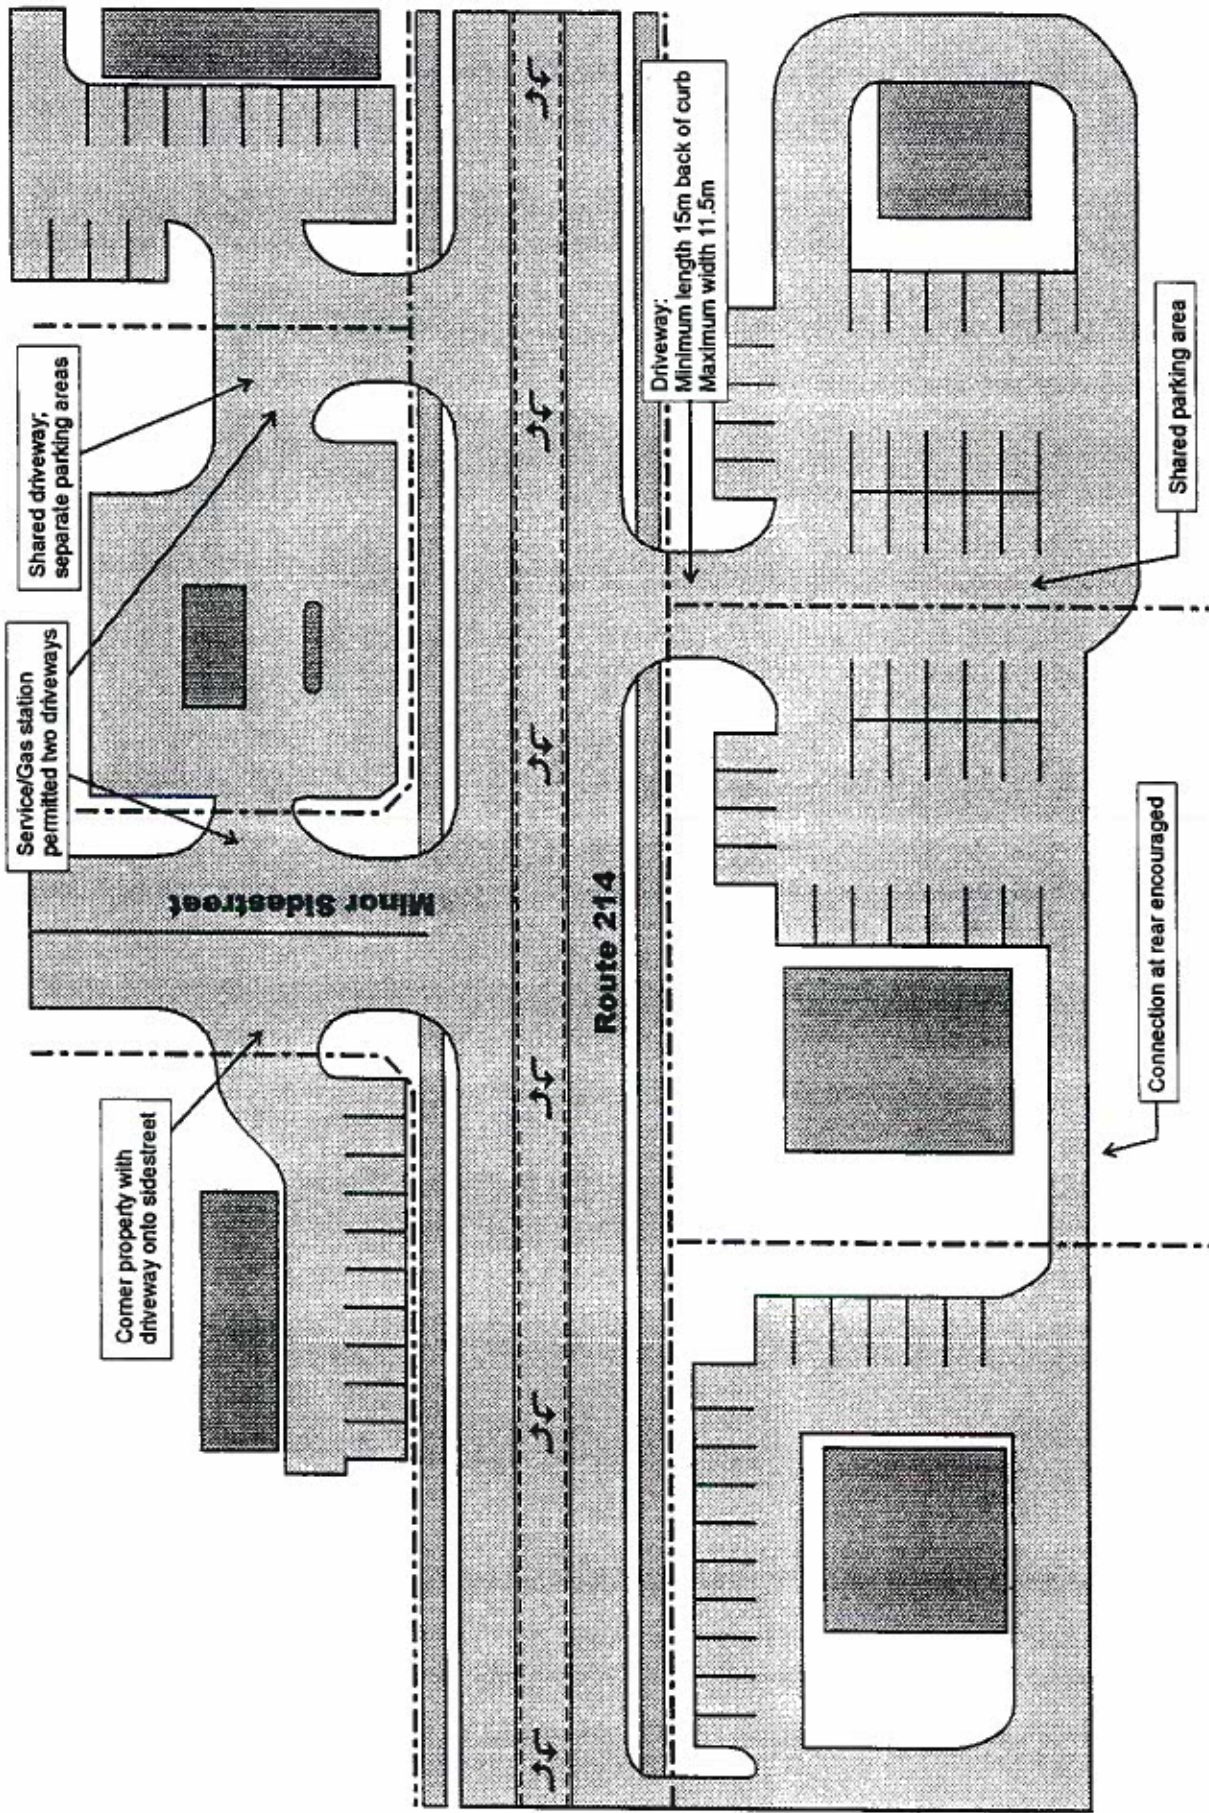 Shared driveway;
separate parking areas
Service/Gas station
permitted two driveways
Corner property with
driveway onto sidestreet
Minor Sidestreet
Route 214
Driveway:
Minimum length 15m back of curb
Maximum width 11.5m
Shared parking area
Connection at rear encouraged